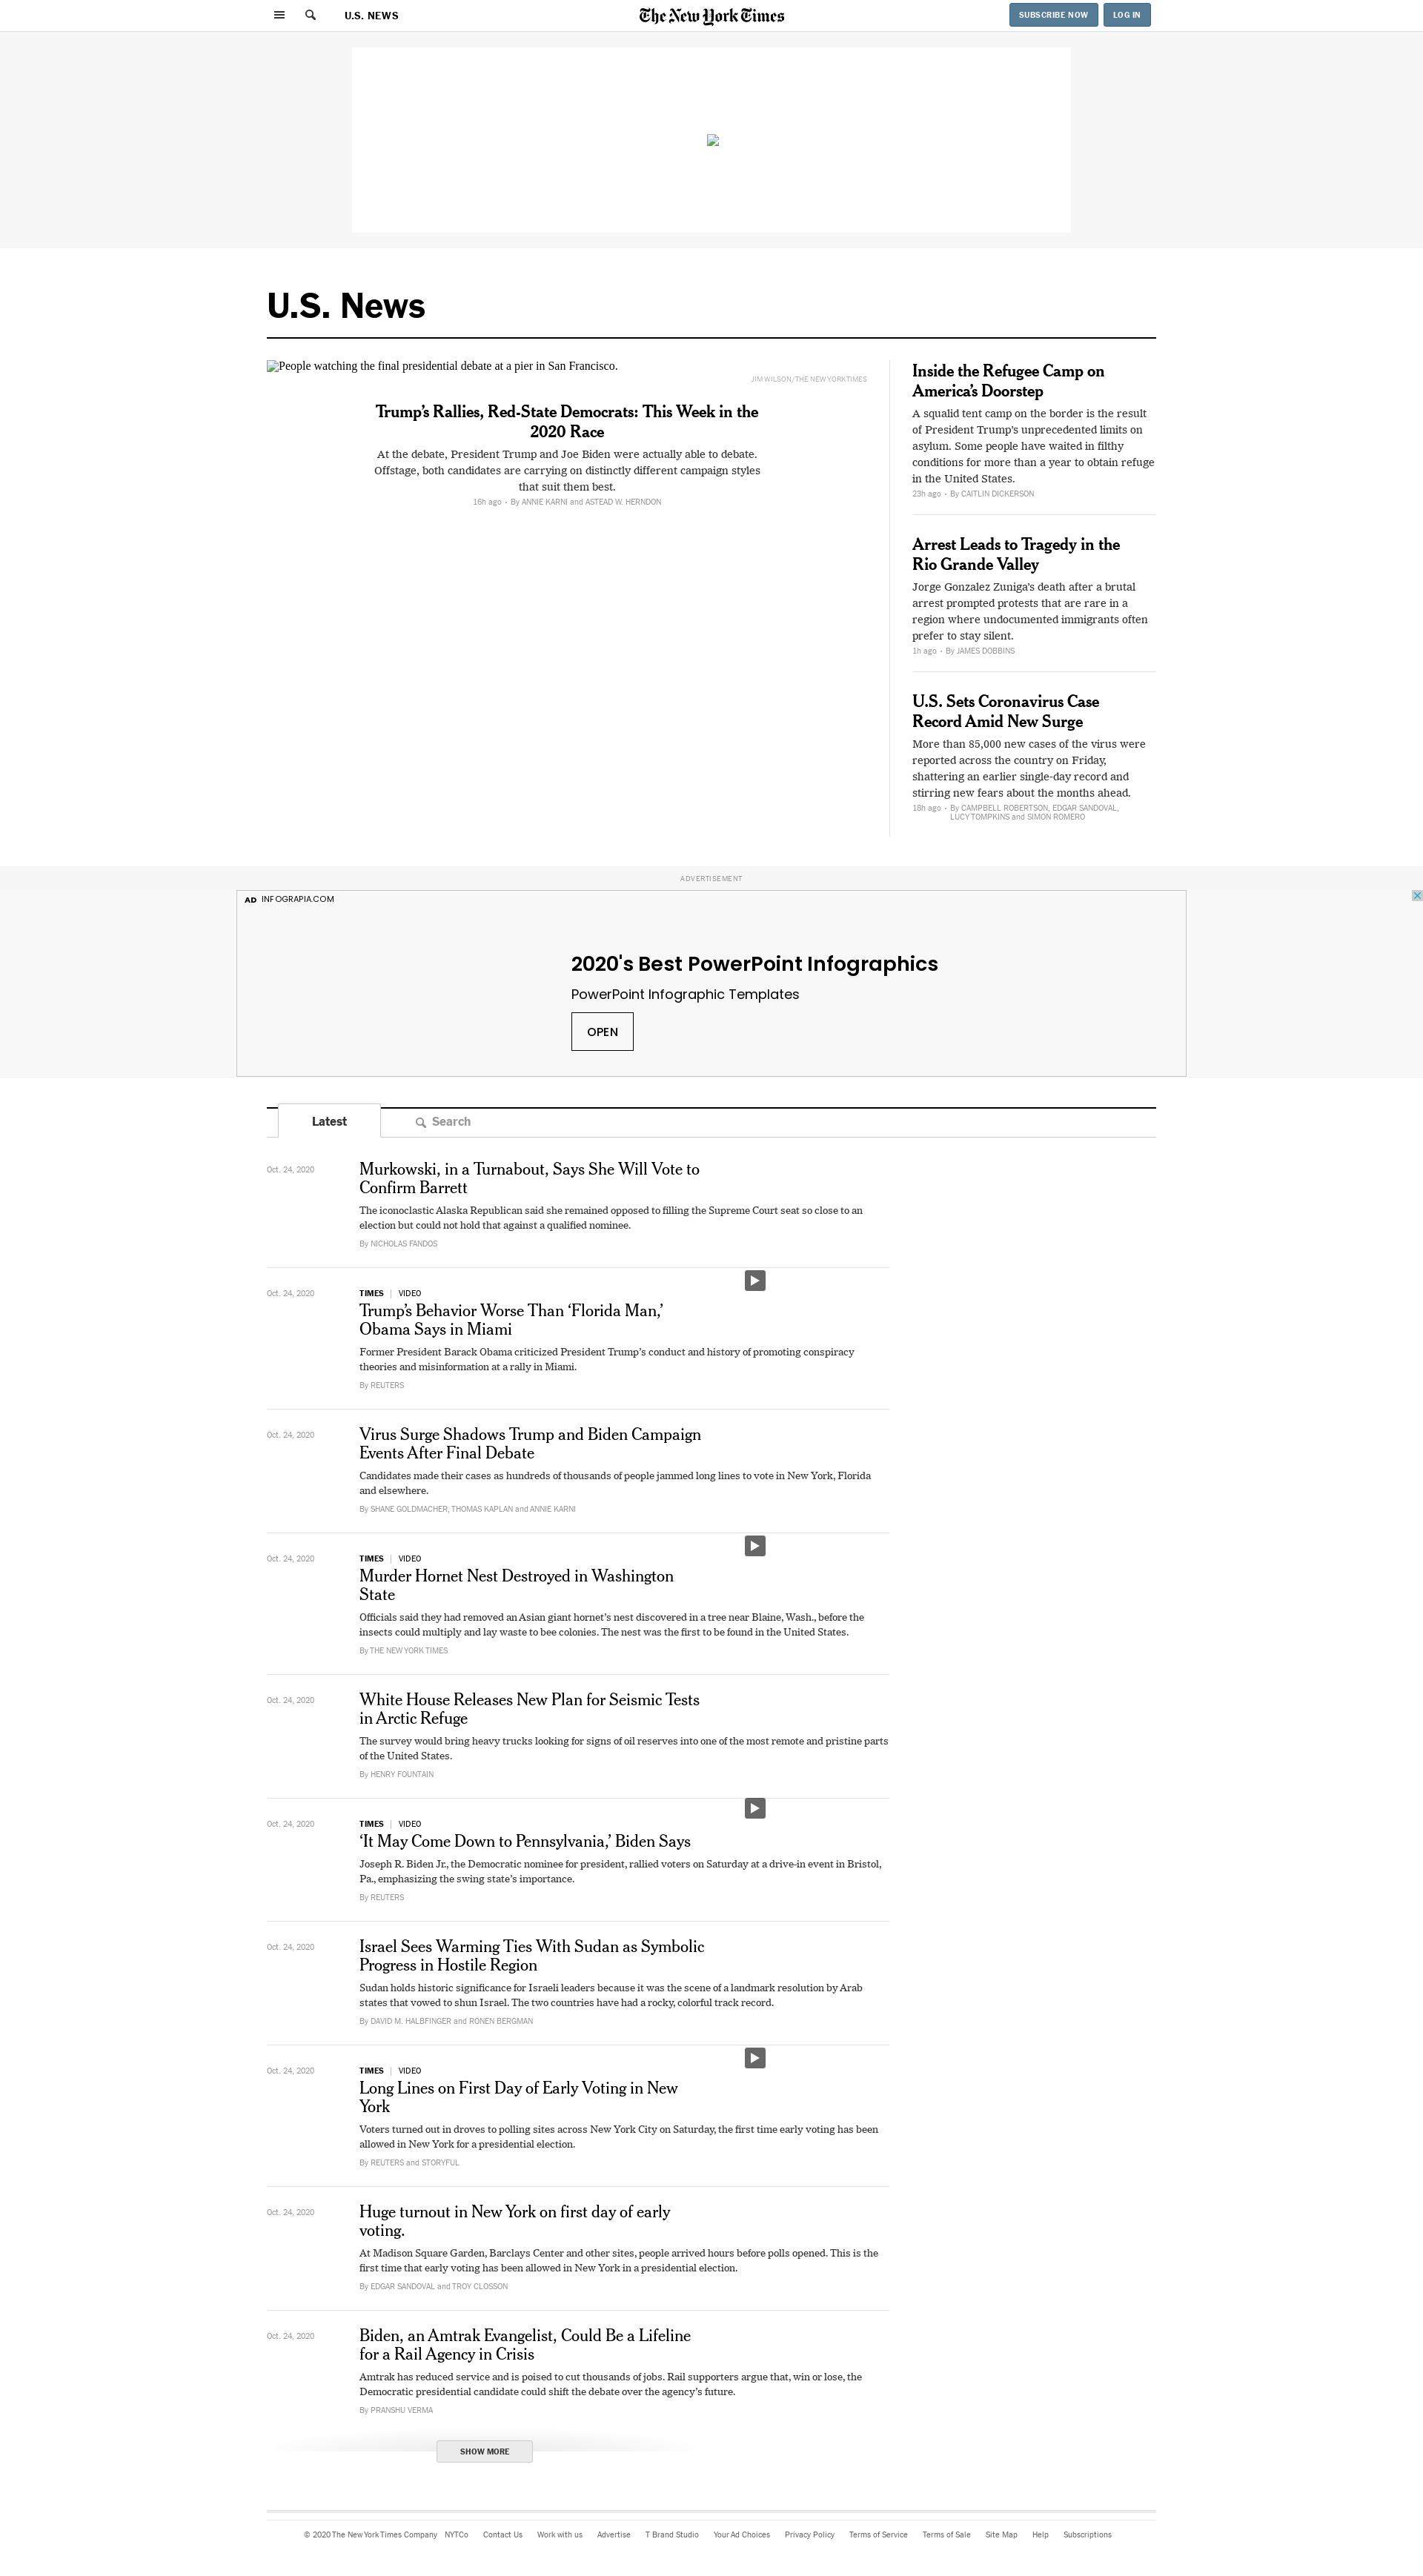 U.S. NEWS
The New York Times
SUBSCRIBE NOW
LOG IN
U.S. News
People watching the final presidential debate at a pier in San Francisco.
JIM WILSON/THE NEW YORK TIMES
Trump’s Rallies, Red-State Democrats: This Week in the
2020 Race
At the debate, President Trump and Joe Biden were actually able to debate.
Offstage, both candidates are carrying on distinctly different campaign styles
that suit them best.
16h ago • By ANNIE KARNI and ASTEAD W. HERNDON
Inside the Refugee Camp on
America’s Doorstep
A squalid tent camp on the border is the result
of President Trump’s unprecedented limits on
asylum. Some people have waited in filthy
conditions for more than a year to obtain refuge
in the United States.
23h ago • By CAITLIN DICKERSON
Arrest Leads to Tragedy in the
Rio Grande Valley
Jorge Gonzalez Zuniga’s death after a brutal
arrest prompted protests that are rare in a
region where undocumented immigrants often
prefer to stay silent.
1h ago • By JAMES DOBBINS
U.S. Sets Coronavirus Case
Record Amid New Surge
More than 85,000 new cases of the virus were
reported across the country on Friday,
shattering an earlier single-day record and
stirring new fears about the months ahead.
18h ago • By CAMPBELL ROBERTSON, EDGAR SANDOVAL,
LUCY TOMPKINS and SIMON ROMERO
ADVERTISEMENT
AD INFOGRAPIA.COM
2020's Best PowerPoint Infographics
PowerPoint Infographic Templates
OPEN
Latest
Search
Oct. 24, 2020
Murkowski, in a Turnabout, Says She Will Vote to
Confirm Barrett
The iconoclastic Alaska Republican said she remained opposed to filling the Supreme Court seat so close to an
election but could not hold that against a qualified nominee.
By NICHOLAS FANDOS
Oct. 24, 2020
TIMES | VIDEO
Trump’s Behavior Worse Than ‘Florida Man,’
Obama Says in Miami
Former President Barack Obama criticized President Trump’s conduct and history of promoting conspiracy
theories and misinformation at a rally in Miami.
By REUTERS
Oct. 24, 2020
Virus Surge Shadows Trump and Biden Campaign
Events After Final Debate
Candidates made their cases as hundreds of thousands of people jammed long lines to vote in New York, Florida
and elsewhere.
By SHANE GOLDMACHER, THOMAS KAPLAN and ANNIE KARNI
Oct. 24, 2020
TIMES | VIDEO
Murder Hornet Nest Destroyed in Washington
State
Officials said they had removed an Asian giant hornet’s nest discovered in a tree near Blaine, Wash., before the
insects could multiply and lay waste to bee colonies. The nest was the first to be found in the United States.
By THE NEW YORK TIMES
Oct. 24, 2020
White House Releases New Plan for Seismic Tests
in Arctic Refuge
The survey would bring heavy trucks looking for signs of oil reserves into one of the most remote and pristine parts
of the United States.
By HENRY FOUNTAIN
Oct. 24, 2020
TIMES | VIDEO
‘It May Come Down to Pennsylvania,’ Biden Says
Joseph R. Biden Jr., the Democratic nominee for president, rallied voters on Saturday at a drive-in event in Bristol,
Pa., emphasizing the swing state’s importance.
By REUTERS
Oct. 24, 2020
Israel Sees Warming Ties With Sudan as Symbolic
Progress in Hostile Region
Sudan holds historic significance for Israeli leaders because it was the scene of a landmark resolution by Arab
states that vowed to shun Israel. The two countries have had a rocky, colorful track record.
By DAVID M. HALBFINGER and RONEN BERGMAN
Oct. 24, 2020
TIMES | VIDEO
Long Lines on First Day of Early Voting in New
York
Voters turned out in droves to polling sites across New York City on Saturday, the first time early voting has been
allowed in New York for a presidential election.
By REUTERS and STORYFUL
Oct. 24, 2020
Huge turnout in New York on first day of early
voting.
At Madison Square Garden, Barclays Center and other sites, people arrived hours before polls opened. This is the
first time that early voting has been allowed in New York in a presidential election.
By EDGAR SANDOVAL and TROY CLOSSON
Oct. 24, 2020
Biden, an Amtrak Evangelist, Could Be a Lifeline
for a Rail Agency in Crisis
Amtrak has reduced service and is poised to cut thousands of jobs. Rail supporters argue that, win or lose, the
Democratic presidential candidate could shift the debate over the agency’s future.
By PRANSHU VERMA
SHOW MORE
© 2020 The New York Times Company NYTCo Contact Us Work with us Advertise T Brand Studio Your Ad Choices Privacy Policy Terms of Service Terms of Sale Site Map Help Subscriptions